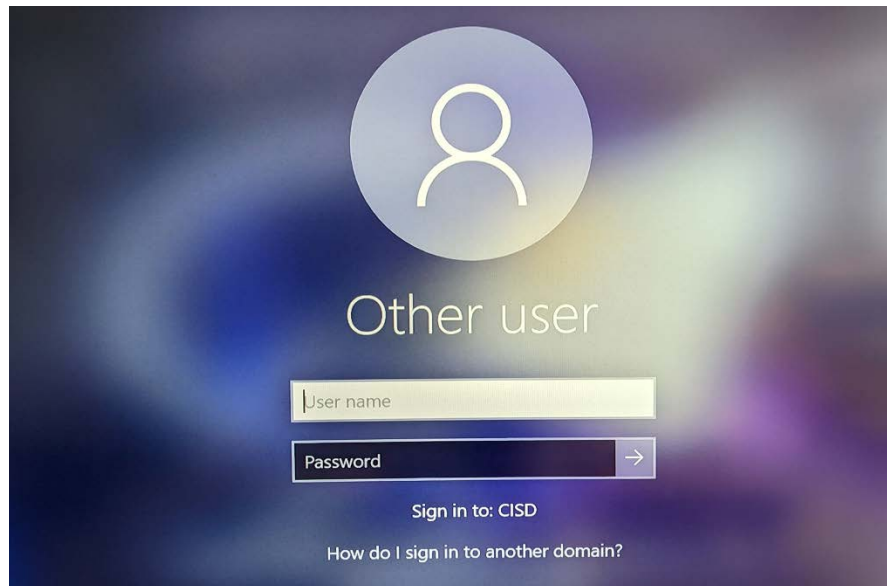 Other user
User name
Password
Sign in to: CISD
How do I sign in to another domain?